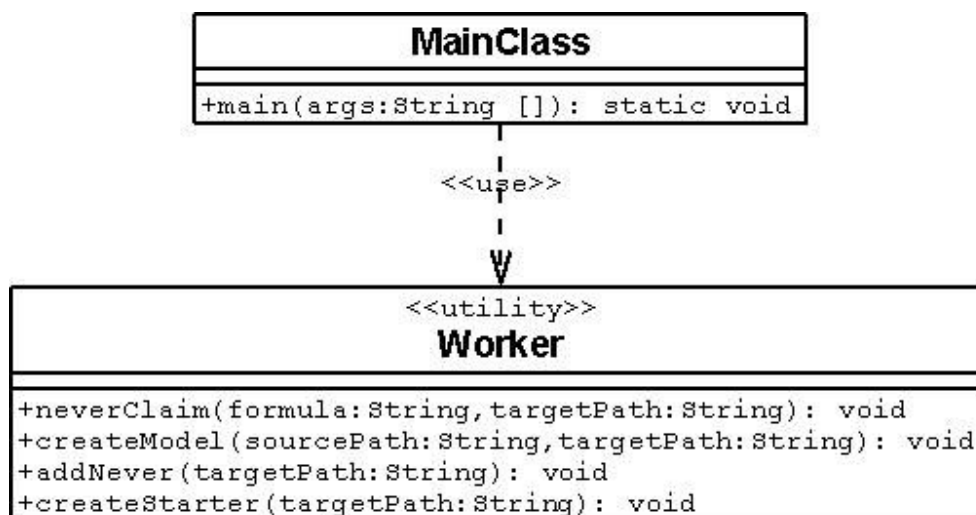 MainClass
+main(args:String []): static void
<<use>>
<<utility>>
Worker
+neverClaim(formula:String,targetPath:String): void
+createModel(sourcePath:String,targetPath:String): void
+addNever(targetPath:String): void
+createStarter(targetPath:String): void